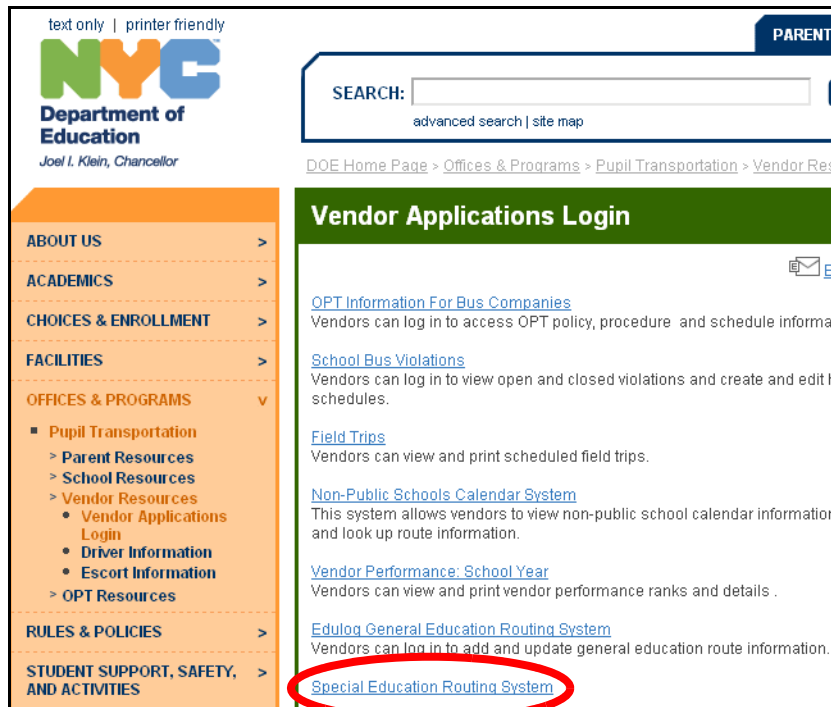 text only | printer friendly
NYC
Department of
Education
Joel I. Klein, Chancellor
PARENT
SEARCH:
advanced search | site map
DOE Home Page > Offices & Programs > Pupil Transportation > Vendor Res
Vendor Applications Login
ABOUT US >
ACADEMICS >
CHOICES & ENROLLMENT >
FACILITIES >
OFFICES & PROGRAMS v
Pupil Transportation
> Parent Resources
> School Resources
> Vendor Resources
• Vendor Applications
Login
• Driver Information
• Escort Information
> OPT Resources
RULES & POLICIES >
STUDENT SUPPORT, SAFETY, >
AND ACTIVITIES
E
OPT Information For Bus Companies
Vendors can log in to access OPT policy, procedure and schedule informa
School Bus Violations
Vendors can log in to view open and closed violations and create and edit
schedules.
Field Trips
Vendors can view and print scheduled field trips.
Non-Public Schools Calendar System
This system allows vendors to view non-public school calendar information
and look up route information.
Vendor Performance: School Year
Vendors can view and print vendor performance ranks and details .
Edulog General Education Routing System
Vendors can log in to add and update general education route information.
Special Education Routing System